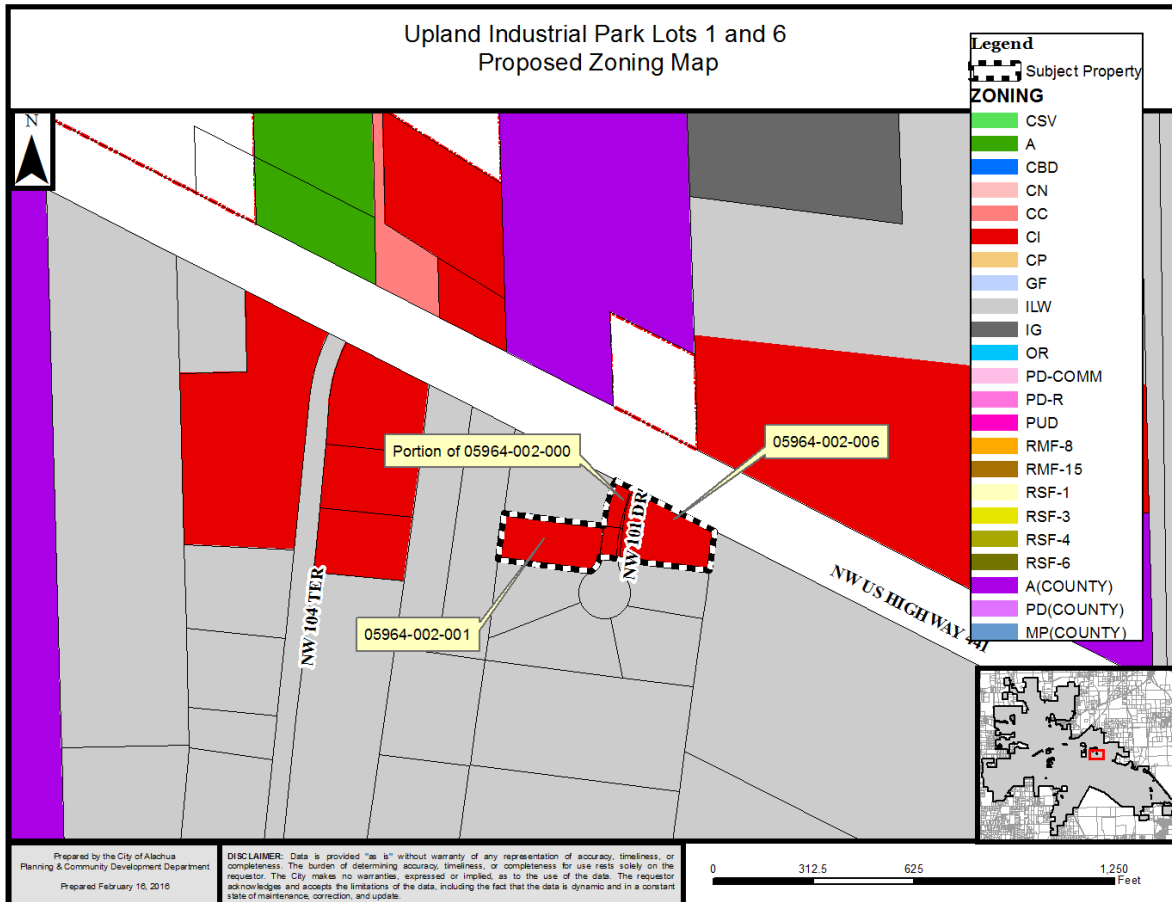 Upland Industrial Park Lots 1 and 6
Proposed Zoning Map
Legend
Subject Property
ZONING
CSV
A
CBD
CN
CC
CI
CP
GF
ILW
IG
OR
PD-COMM
PD-R
PUD
RMF-8
RMF-15
RSF-1
RSF-3
RSF-4
RSF-6
A(COUNTY)
PD(COUNTY)
MP(COUNTY)
N
Portion of 05964-002-000
05964-002-006
NW 101 DR
NW US HIGHWAY 441
NW 104 TER
05964-002-001
Prepared by the City of Alachua
Planning & Community Development Department
Prepared February 16, 2016
DISCLAIMER: Data is provided "as is" without warranty of any representation of accuracy, timeliness, or
completeness. The burden of determining accuracy, timeliness, or completeness for use rests solely on the
requestor. The City makes no warranties, expressed or implied, as to the use of the data. The requestor
acknowledges and accepts the limitations of the data, including the fact that the data is dynamic and in a constant
state of maintenance, correction, and update.
0 312.5 625 1,250
Feet